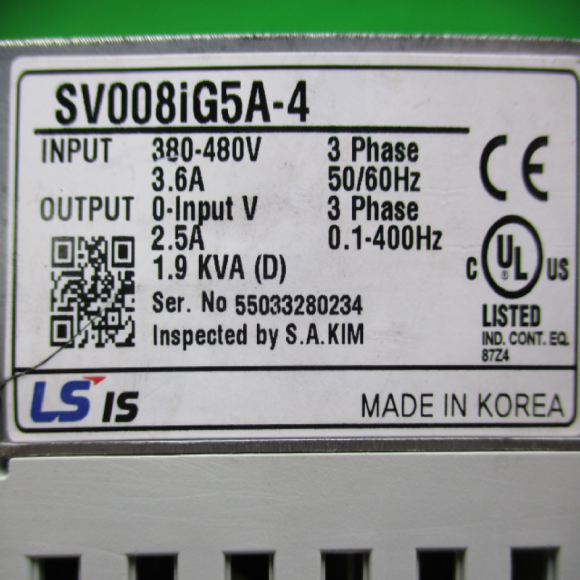 SV008iG5A-4
INPUT 380-480V 3 Phase
3.6A 50/60Hz
OUTPUT 0-Input V 3 Phase
2.5A 0.1-400Hz
1.9 KVA (D)
Ser. No 55033280234
Inspected by S.A.KIM
CE
C UL US
®
LISTED
IND. CONT. EQ.
87Z4
LS IS
MADE IN KOREA